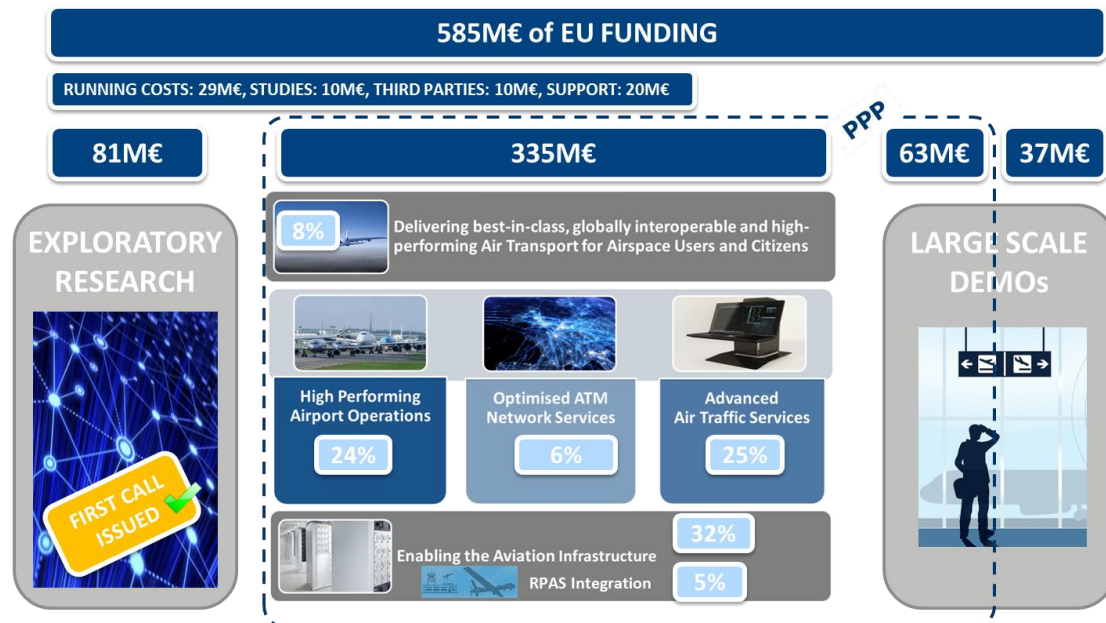 585M€ of EU FUNDING
RUNNING COSTS: 29M€, STUDIES: 10M€, THIRD PARTIES: 10M€, SUPPORT: 20M€
PPP
81M€
335M€
63M€
37M€
EXPLORATORY
RESEARCH
FIRST CALL
ISSUED
8%
Delivering best-in-class, globally interoperable and high-
performing Air Transport for Airspace Users and Citizens
High Performing
Airport Operations
24%
Optimised ATM
Network Services
6%
Advanced
Air Traffic Services
25%
Enabling the Aviation Infrastructure
32%
RPAS Integration
5%
LARGE SCALE
DEMOs